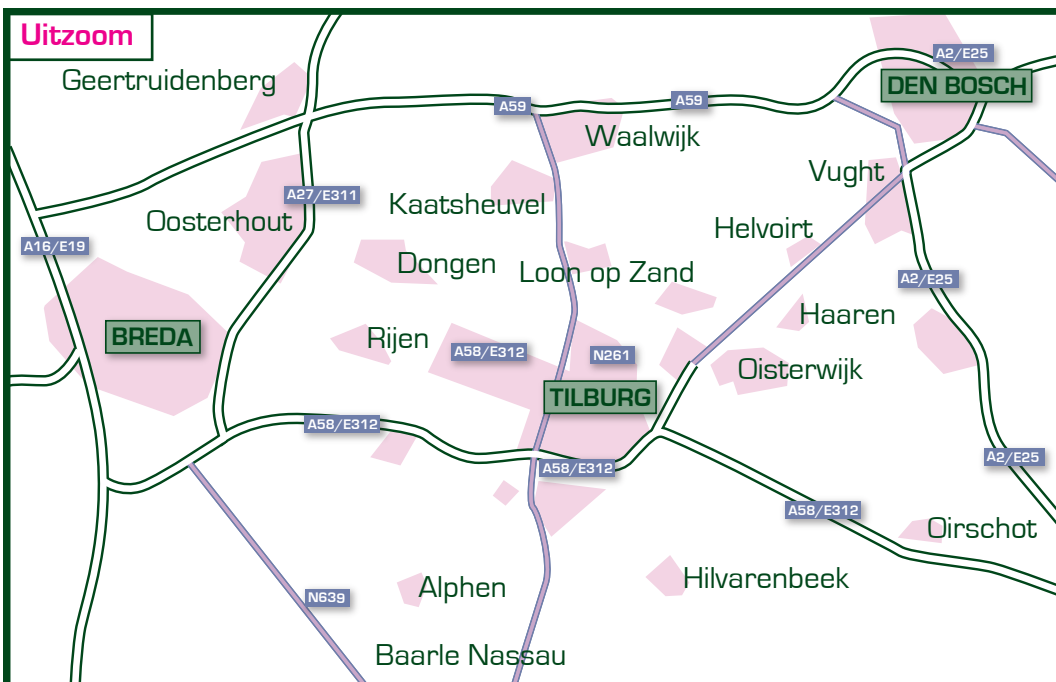 Uitzoom
A2/E25
Geertruidenberg
DEN BOSCH
A59
A59
Waalwijk
Vught
A27/E311
Kaatsheuvel
Oosterhout
Helvoirt
A16/E19
Dongen
Loon op Zand
A2/E25
Haaren
BREDA
Rijen
A58/E312
N261
Oisterwijk
TILBURG
A58/E312
A2/E25
A58/E312
A58/E312
Oirschot
Alphen
Hilvarenbeek
N639
Baarle Nassau